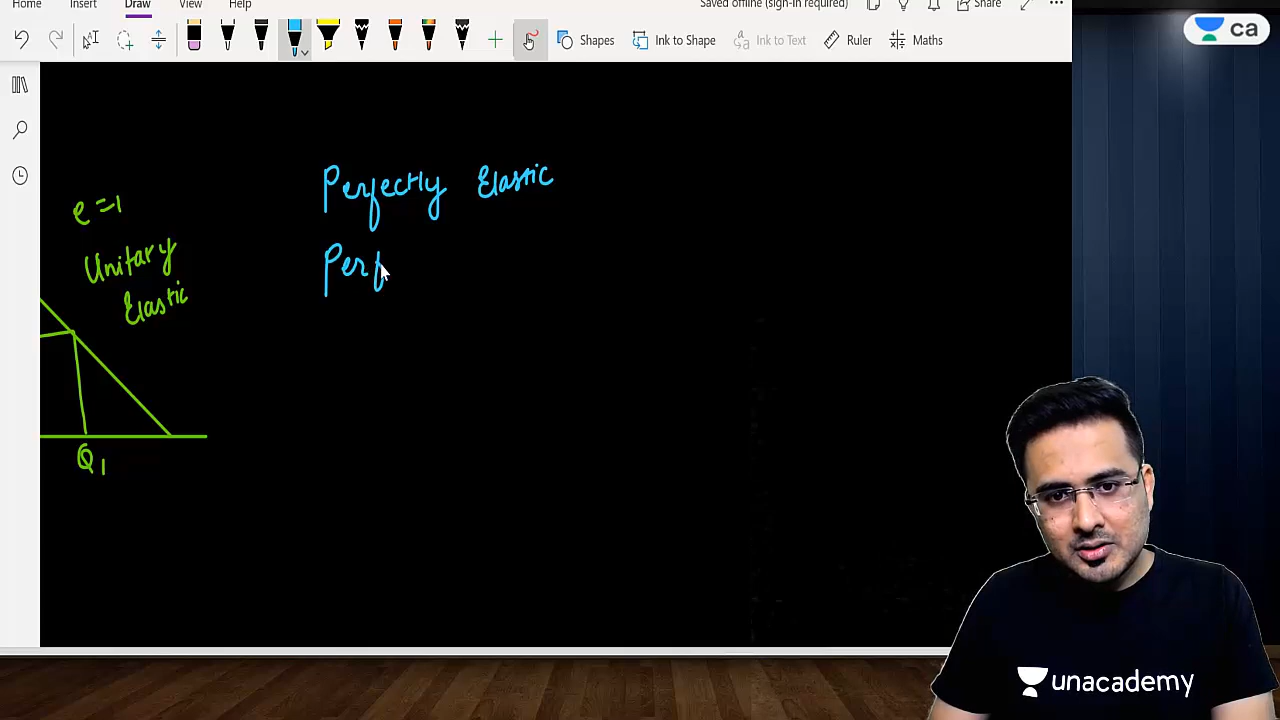 Home Insert Draw View Help Saved offline (sign-in required) Share
Shapes Ink to Shape Ink to Text Ruler Maths
ca
Perfectly Elastic
e=1
Unitary
Elastic
Perf
Q1
unacademy